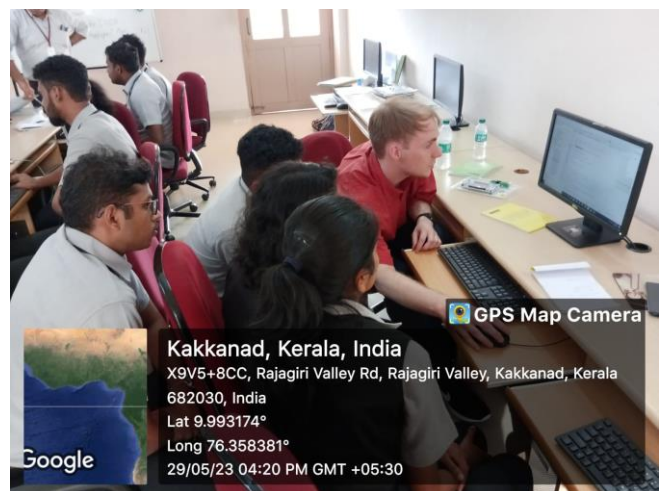 GPS Map Camera
Kakkanad, Kerala, India
X9V5+8CC, Rajagiri Valley Rd, Rajagiri Valley, Kakkanad, Kerala
682030, India
Lat 9.993174°
Long 76.358381°
29/05/23 04:20 PM GMT +05:30
Google